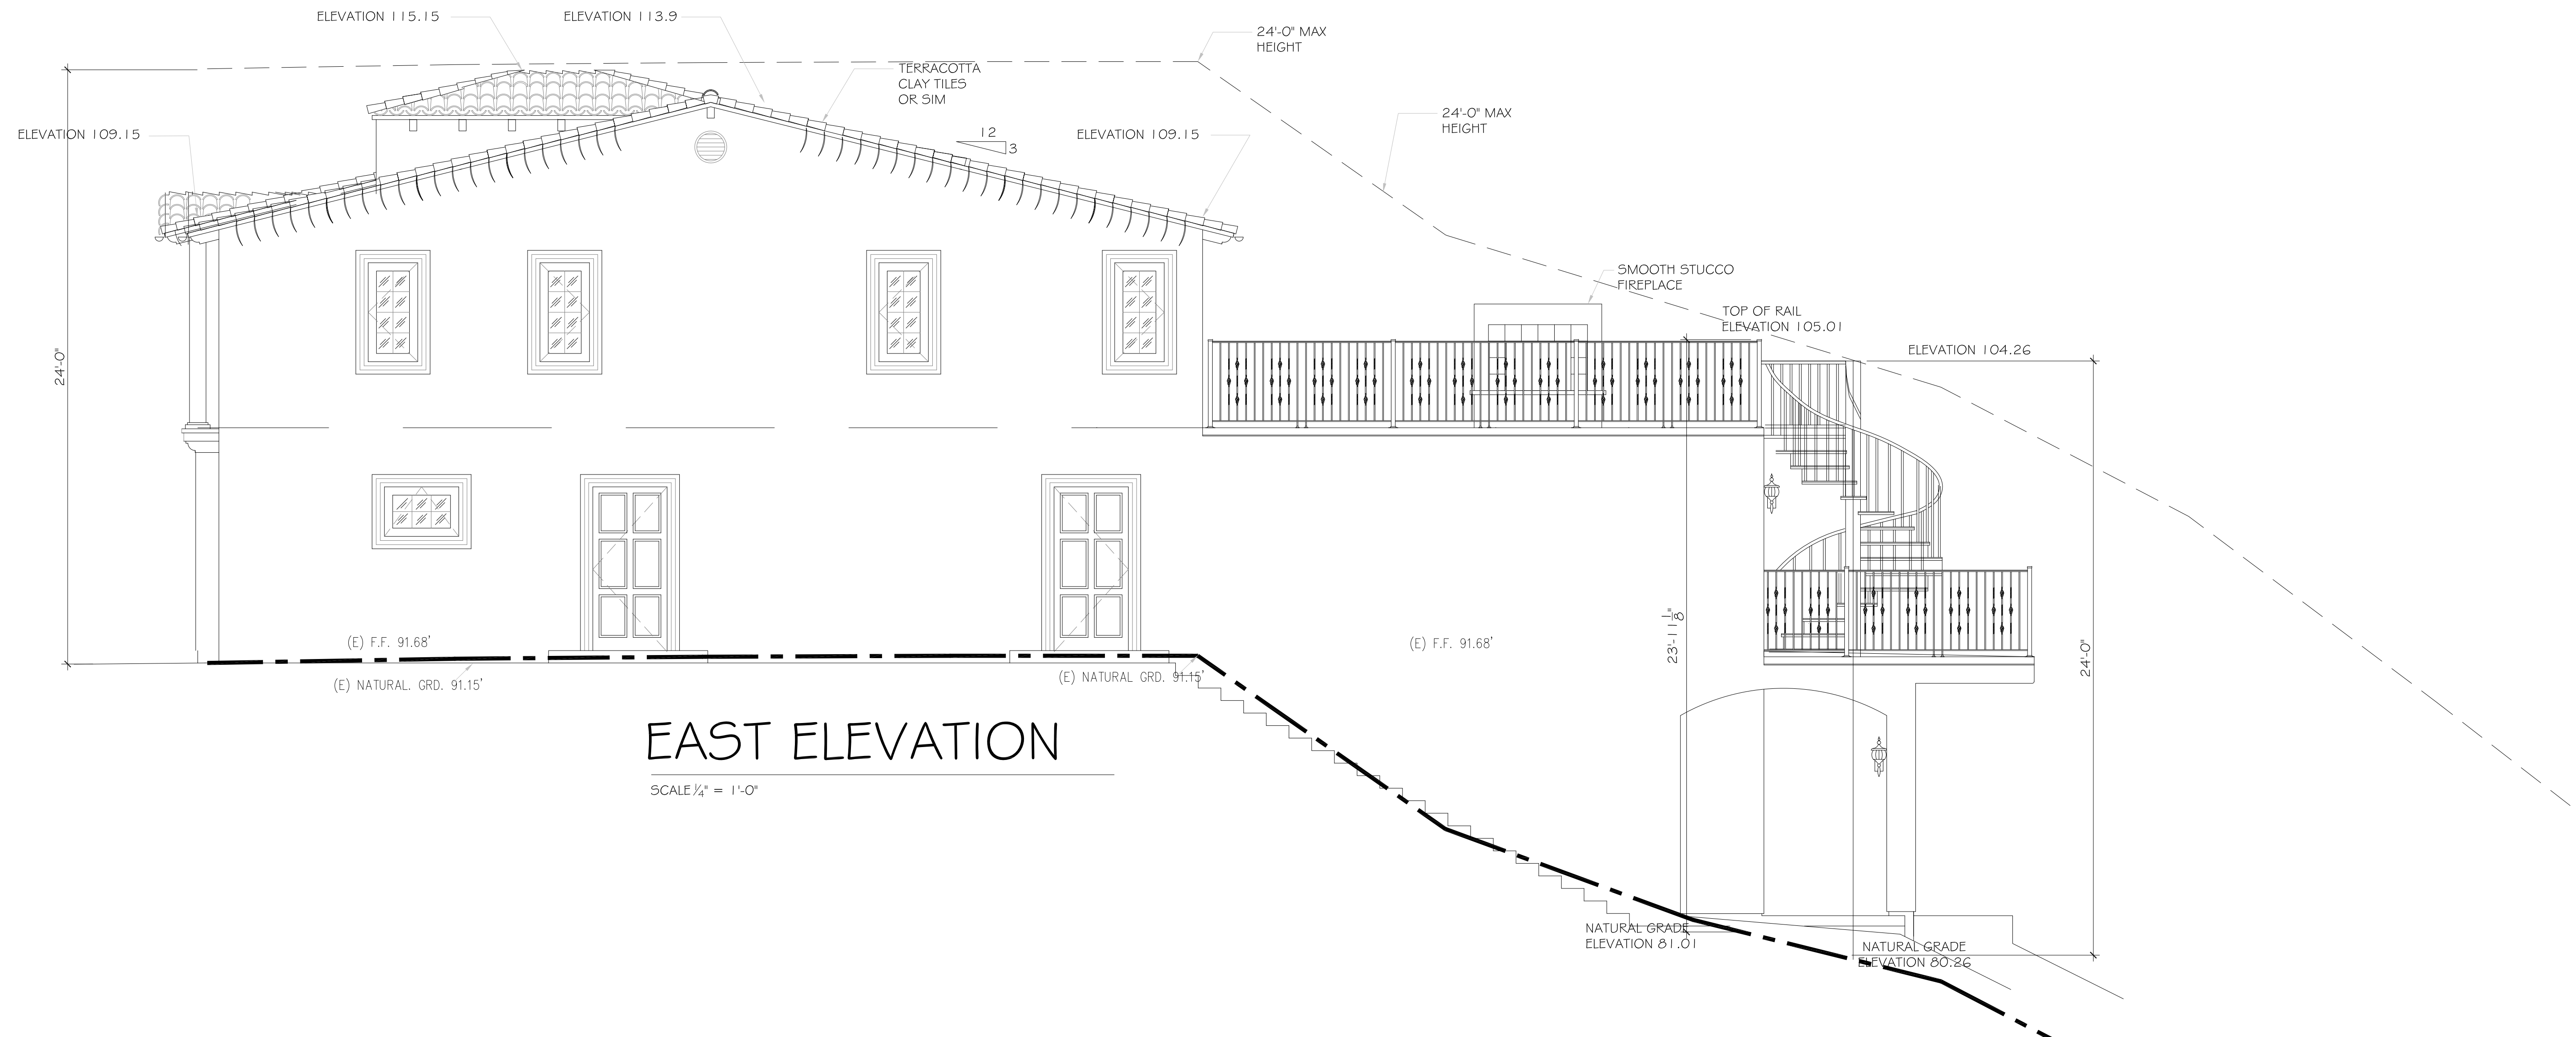 ELEVATION 115.15
ELEVATION 113.9
24'-0" MAX
HEIGHT
TERRACOTTA
CLAY TILES
OR SIM
24'-0" MAX
HEIGHT
ELEVATION 109.15
12
3
ELEVATION 109.15
SMOOTH STUCCO
FIREPLACE
TOP OF RAIL
ELEVATION 105.01
ELEVATION 104.26
24'-0"
23'-11 1/8"
24'-0"
(E) F.F. 91.68'
(E) F.F. 91.68'
(E) NATURAL. GRD. 91.15'
(E) NATURAL GRD. 91.15'
EAST ELEVATION
SCALE 1/4" = 1'-0"
NATURAL GRADE
ELEVATION 81.01
NATURAL GRADE
ELEVATION 80.26